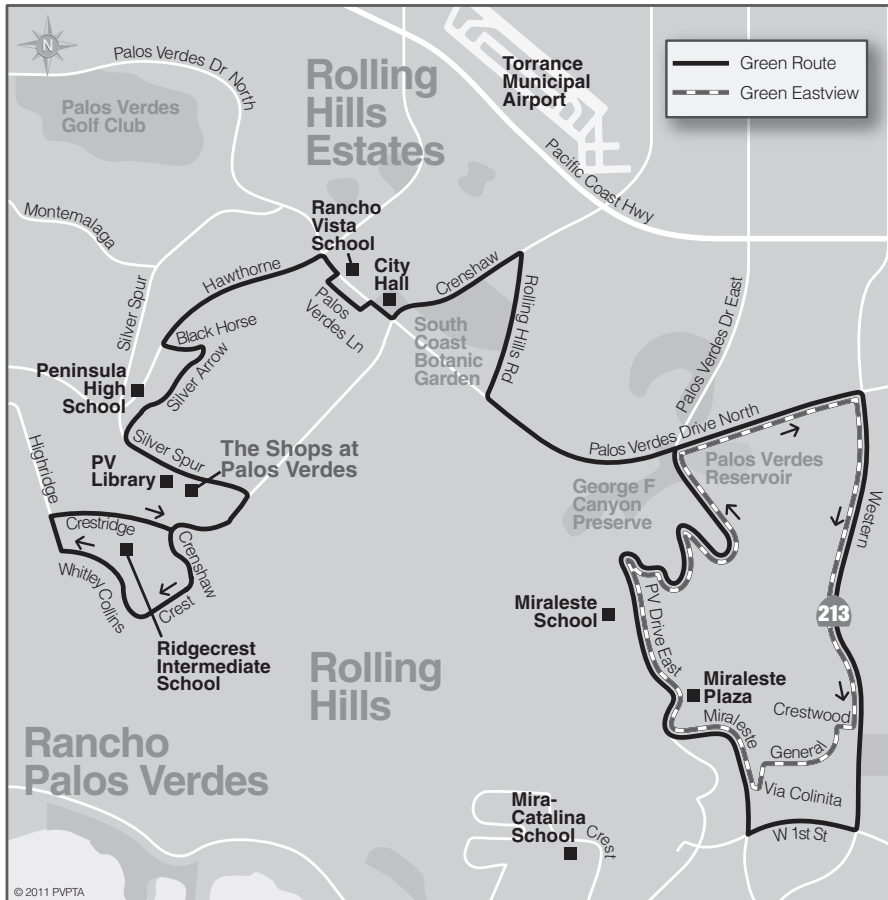 N
Palos Verdes Dr North
Palos Verdes
Golf Club
Rolling
Hills
Estates
Torrance
Municipal
Airport
Green Route
Green Eastview
Pacific Coast Hwy
Montemalaga
Rancho
Vista
School
City
Hall
Hawthorne
Crenshaw
Silver Spur
Palos
Verdes Ln
Rolling Hills Rd
Black Horse
South
Coast
Botanic
Garden
Palos Verdes Dr East
Silver Arrow
Peninsula
High
School
Silver Spur
The Shops at
Palos Verdes
PV
Library
Highridge
Palos Verdes Drive North
Palos Verdes
Reservoir
George F
Canyon
Preserve
Western
Crestridge
Crenshaw
Whitley Collins
Crest
PV Drive East
213
Miraleste
School
Ridgecrest
Intermediate
School
Rolling
Hills
Miraleste
Plaza
Crestwood
Miraleste
General
Rancho
Palos Verdes
Via Colinita
Mira-
Catalina
School
Crest
W 1st St
© 2011 PVPTA